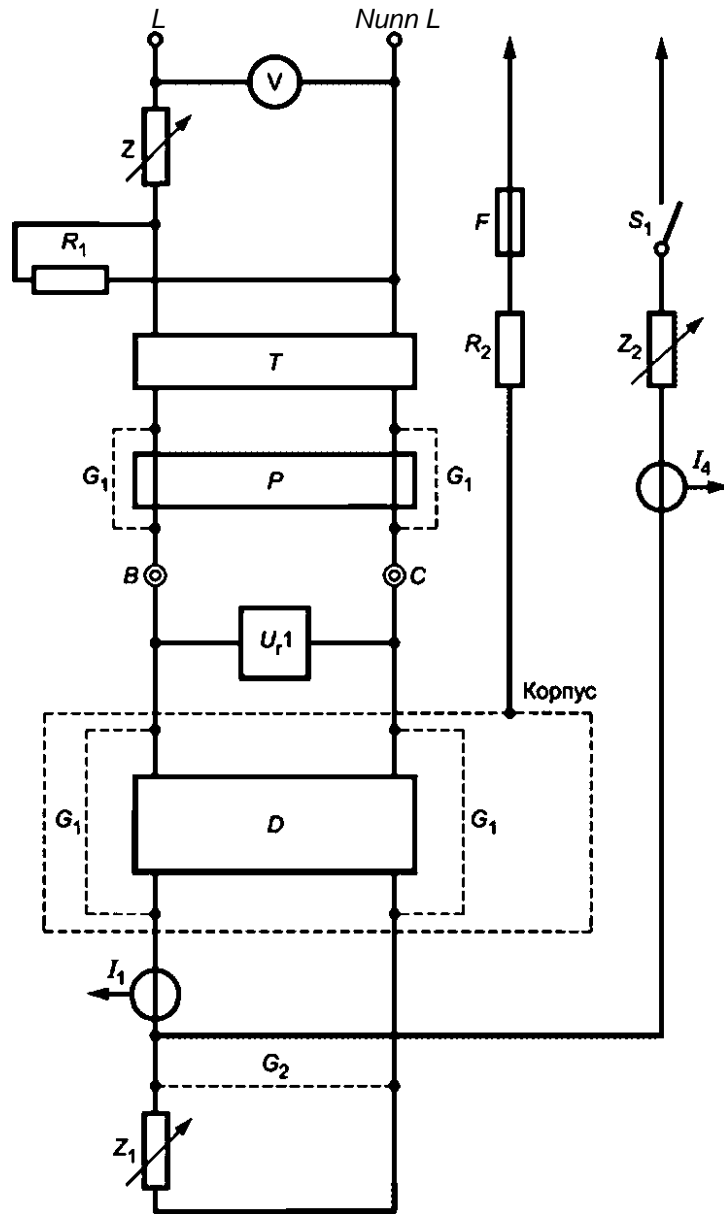 L Nunn L
V
Z
F
S₁
R₁
R₂
Z₂
T
G₁ P G₁
I₄
B C
Uᵣ1
Корпус
G₁ D G₁
I₁
G₂
Z₁